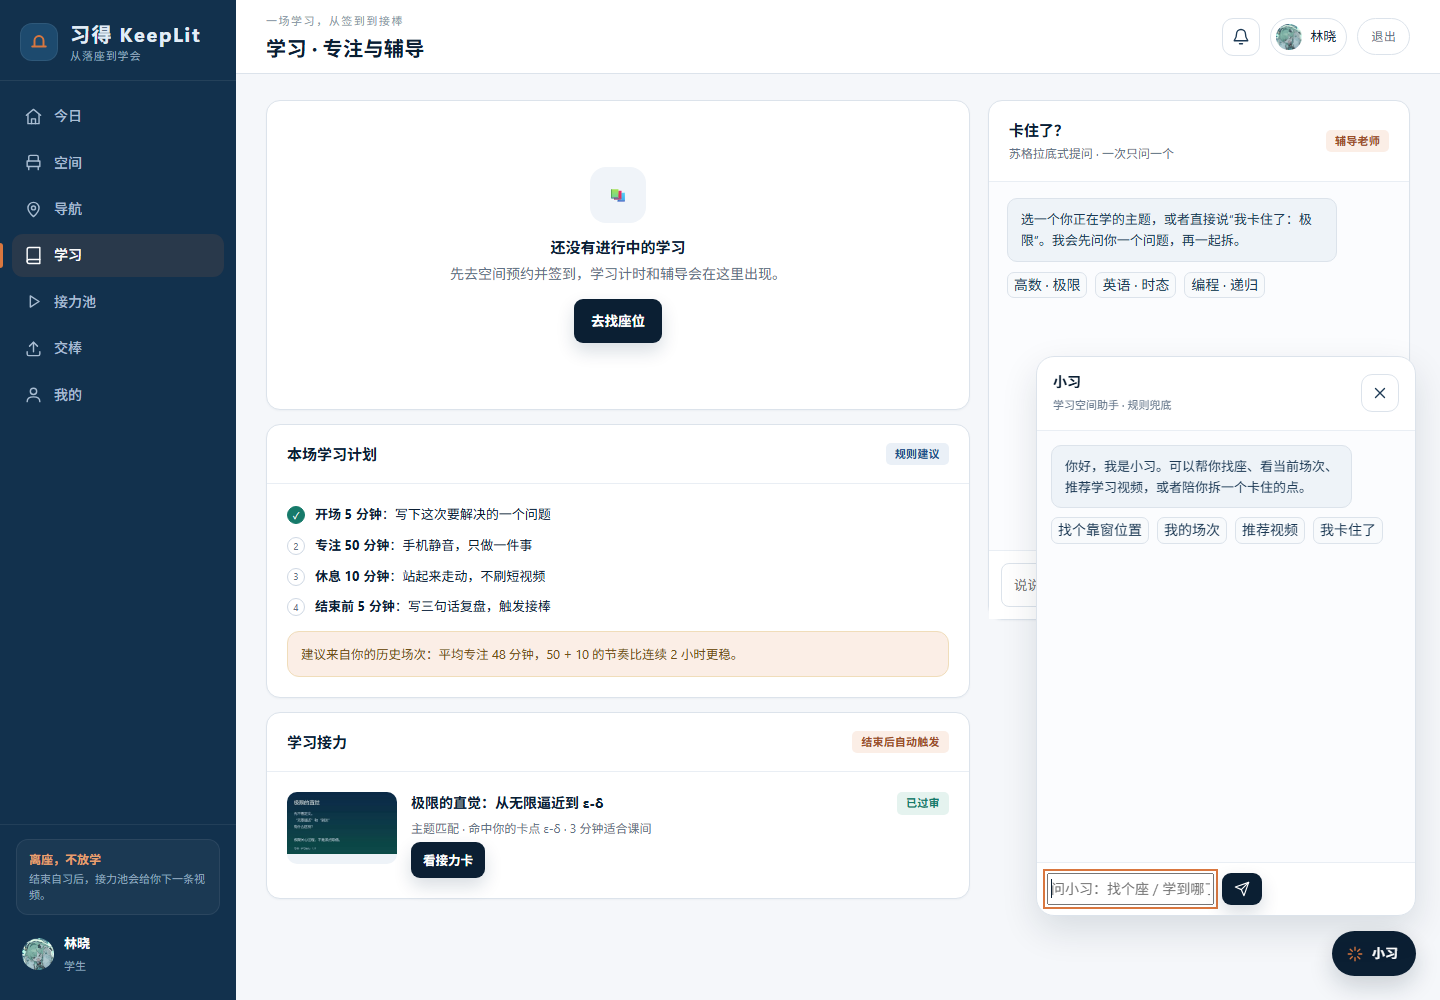 习得 KeepLit
从落座到学会
今日
空间
导航
学习
接力池
交棒
我的
离座，不放学
结束自习后，接力池会给你下一条视
频。
林晓
学生
一场学习，从签到到接棒
学习 · 专注与辅导
林晓
退出
还没有进行中的学习
先去空间预约并签到，学习计时和辅导会在这里出现。
去找座位
本场学习计划
规则建议
✓ 开场 5 分钟：写下这次要解决的一个问题
2 专注 50 分钟：手机静音，只做一件事
3 休息 10 分钟：站起来走动，不刷短视频
4 结束前 5 分钟：写三句话复盘，触发接棒
建议来自你的历史场次：平均专注 48 分钟，50 + 10 的节奏比连续 2 小时更稳。
学习接力
结束后自动触发
极限的直觉
极限的直觉：从无限逼近到 ε-δ
已过审
主题匹配 · 命中你的卡点 ε-δ · 3 分钟适合课间
看接力卡
卡住了？
苏格拉底式提问 · 一次只问一个
辅导老师
选一个你正在学的主题，或者直接说“我卡住了：极
限”。我会先问你一个问题，再一起拆。
高数 · 极限
英语 · 时态
编程 · 递归
说
小习
学习空间助手 · 规则兜底
你好，我是小习。可以帮你找座、看当前场次、
推荐学习视频，或者陪你拆一个卡住的点。
找个靠窗位置
我的场次
推荐视频
我卡住了
问小习：找个座 / 学到哪
小习